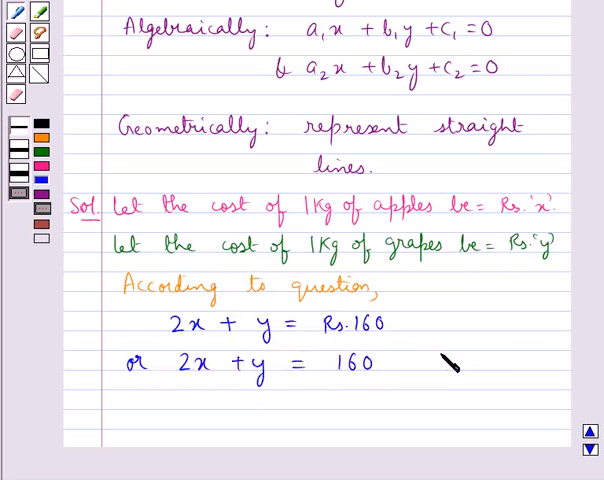 Algebraically: a₁x + b₁y + c₁ = 0
& a₂x + b₂y + c₂ = 0
Geometrically: represent straight
lines.
Sol. Let the cost of 1Kg of apples be = Rs. 'x'.
Let the cost of 1Kg of grapes be = Rs. 'y'
According to question,
2x + y = Rs. 160
or 2x + y = 160